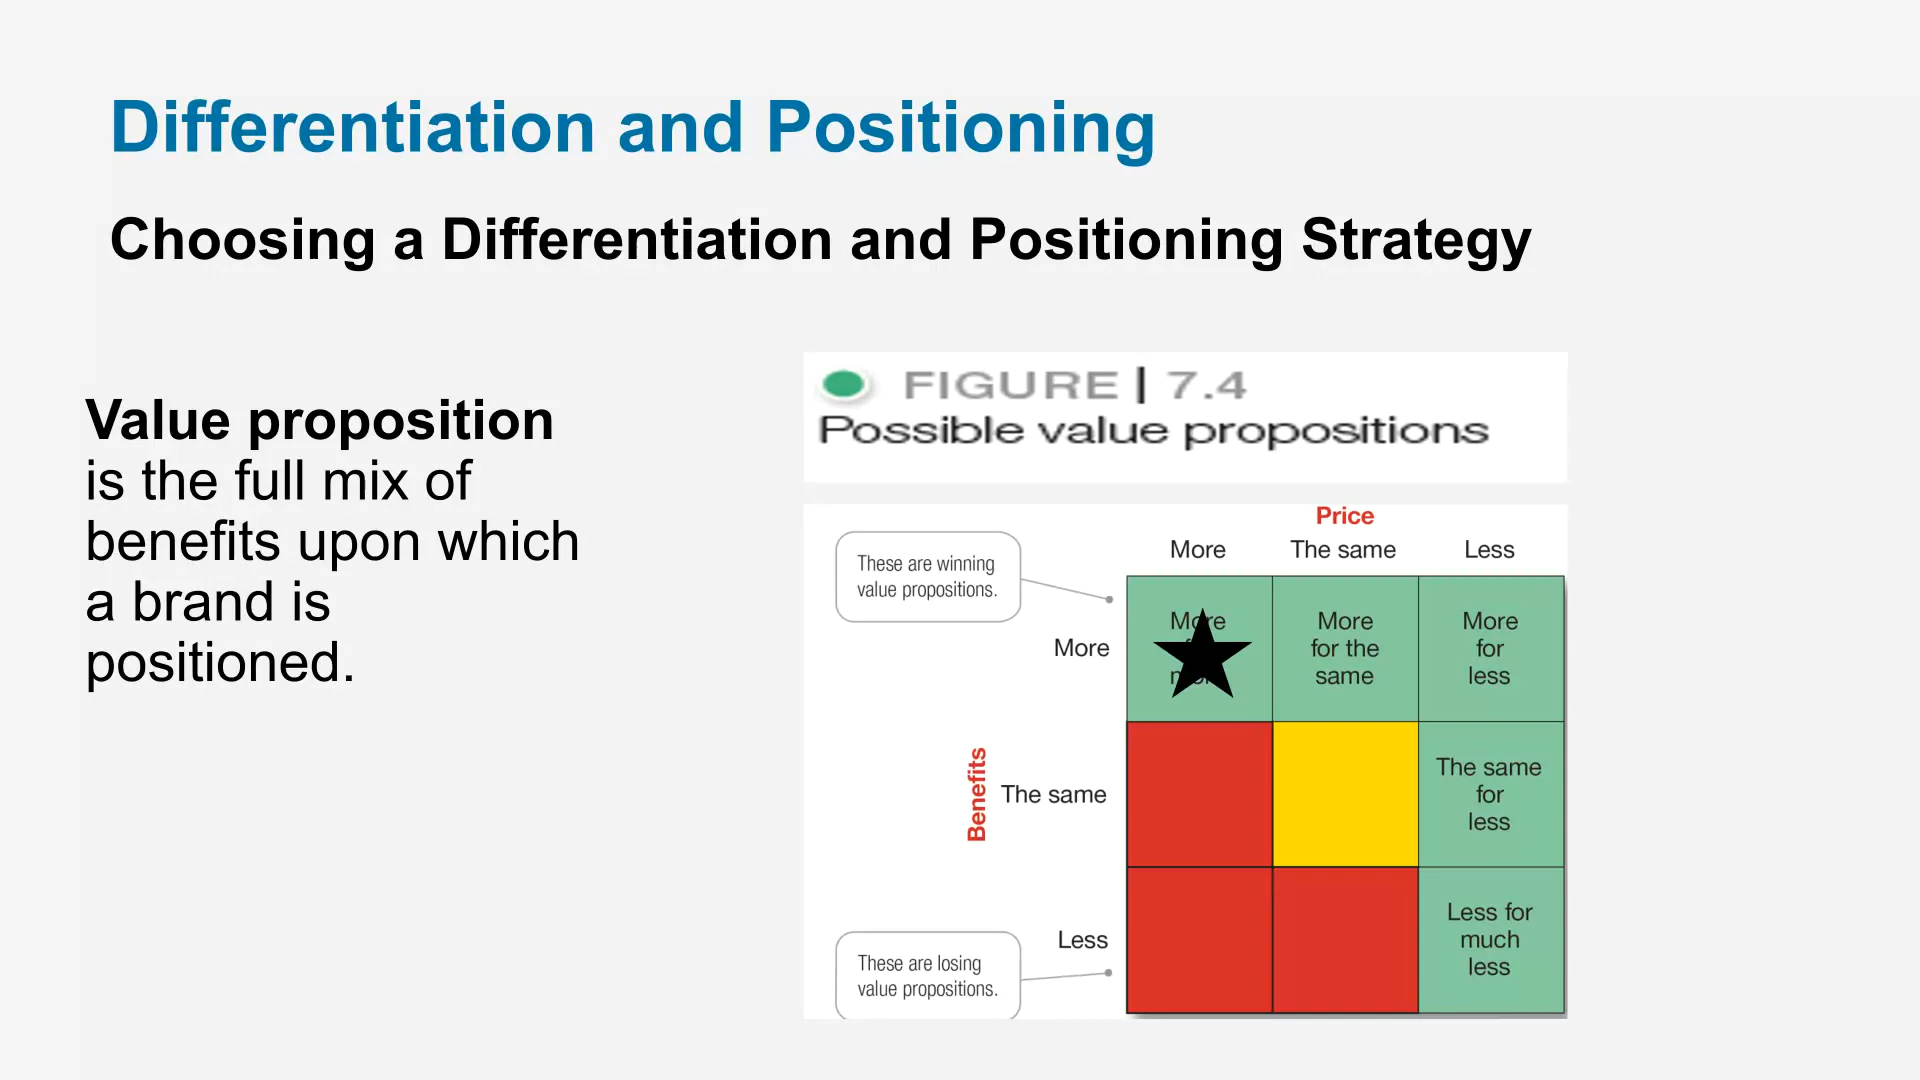 Differentiation and Positioning
Choosing a Differentiation and Positioning Strategy
Value proposition
is the full mix of
benefits upon which
a brand is
positioned.
FIGURE | 7.4
Possible value propositions
Price
More The same Less
These are winning
value propositions.
More
More
More
for the
same
More
for
less
Benefits
The same
The same
for
less
Less
Less for
much
less
These are losing
value propositions.